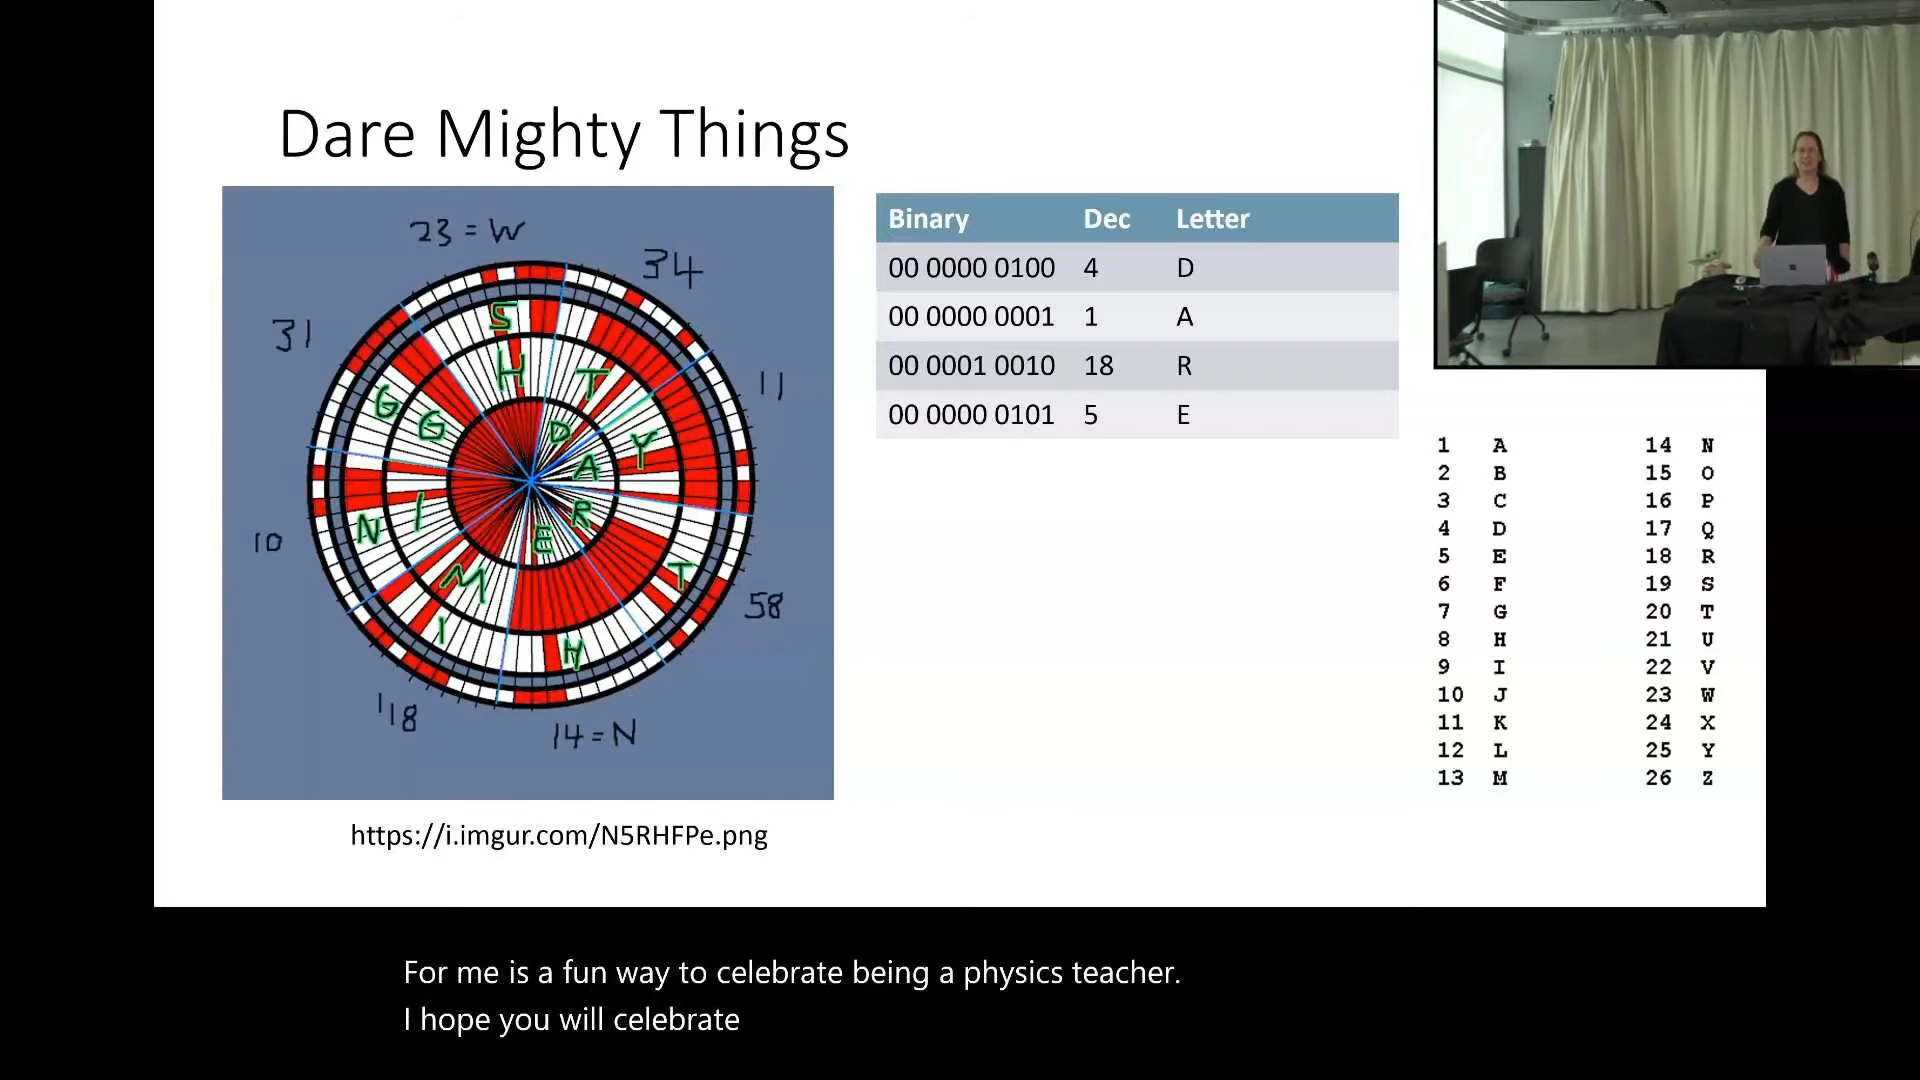 Dare Mighty Things
23 = W
34
31
11
10
58
118
14 = N
S
H
T
G
G
D
Y
A
N
I
R
E
M
T
I
H
Binary Dec Letter
00 0000 0100 4 D
00 0000 0001 1 A
00 0001 0010 18 R
00 0000 0101 5 E
1 A 14 N
2 B 15 O
3 C 16 P
4 D 17 Q
5 E 18 R
6 F 19 S
7 G 20 T
8 H 21 U
9 I 22 V
10 J 23 W
11 K 24 X
12 L 25 Y
13 M 26 Z
https://i.imgur.com/N5RHFPe.png
For me is a fun way to celebrate being a physics teacher.
I hope you will celebrate